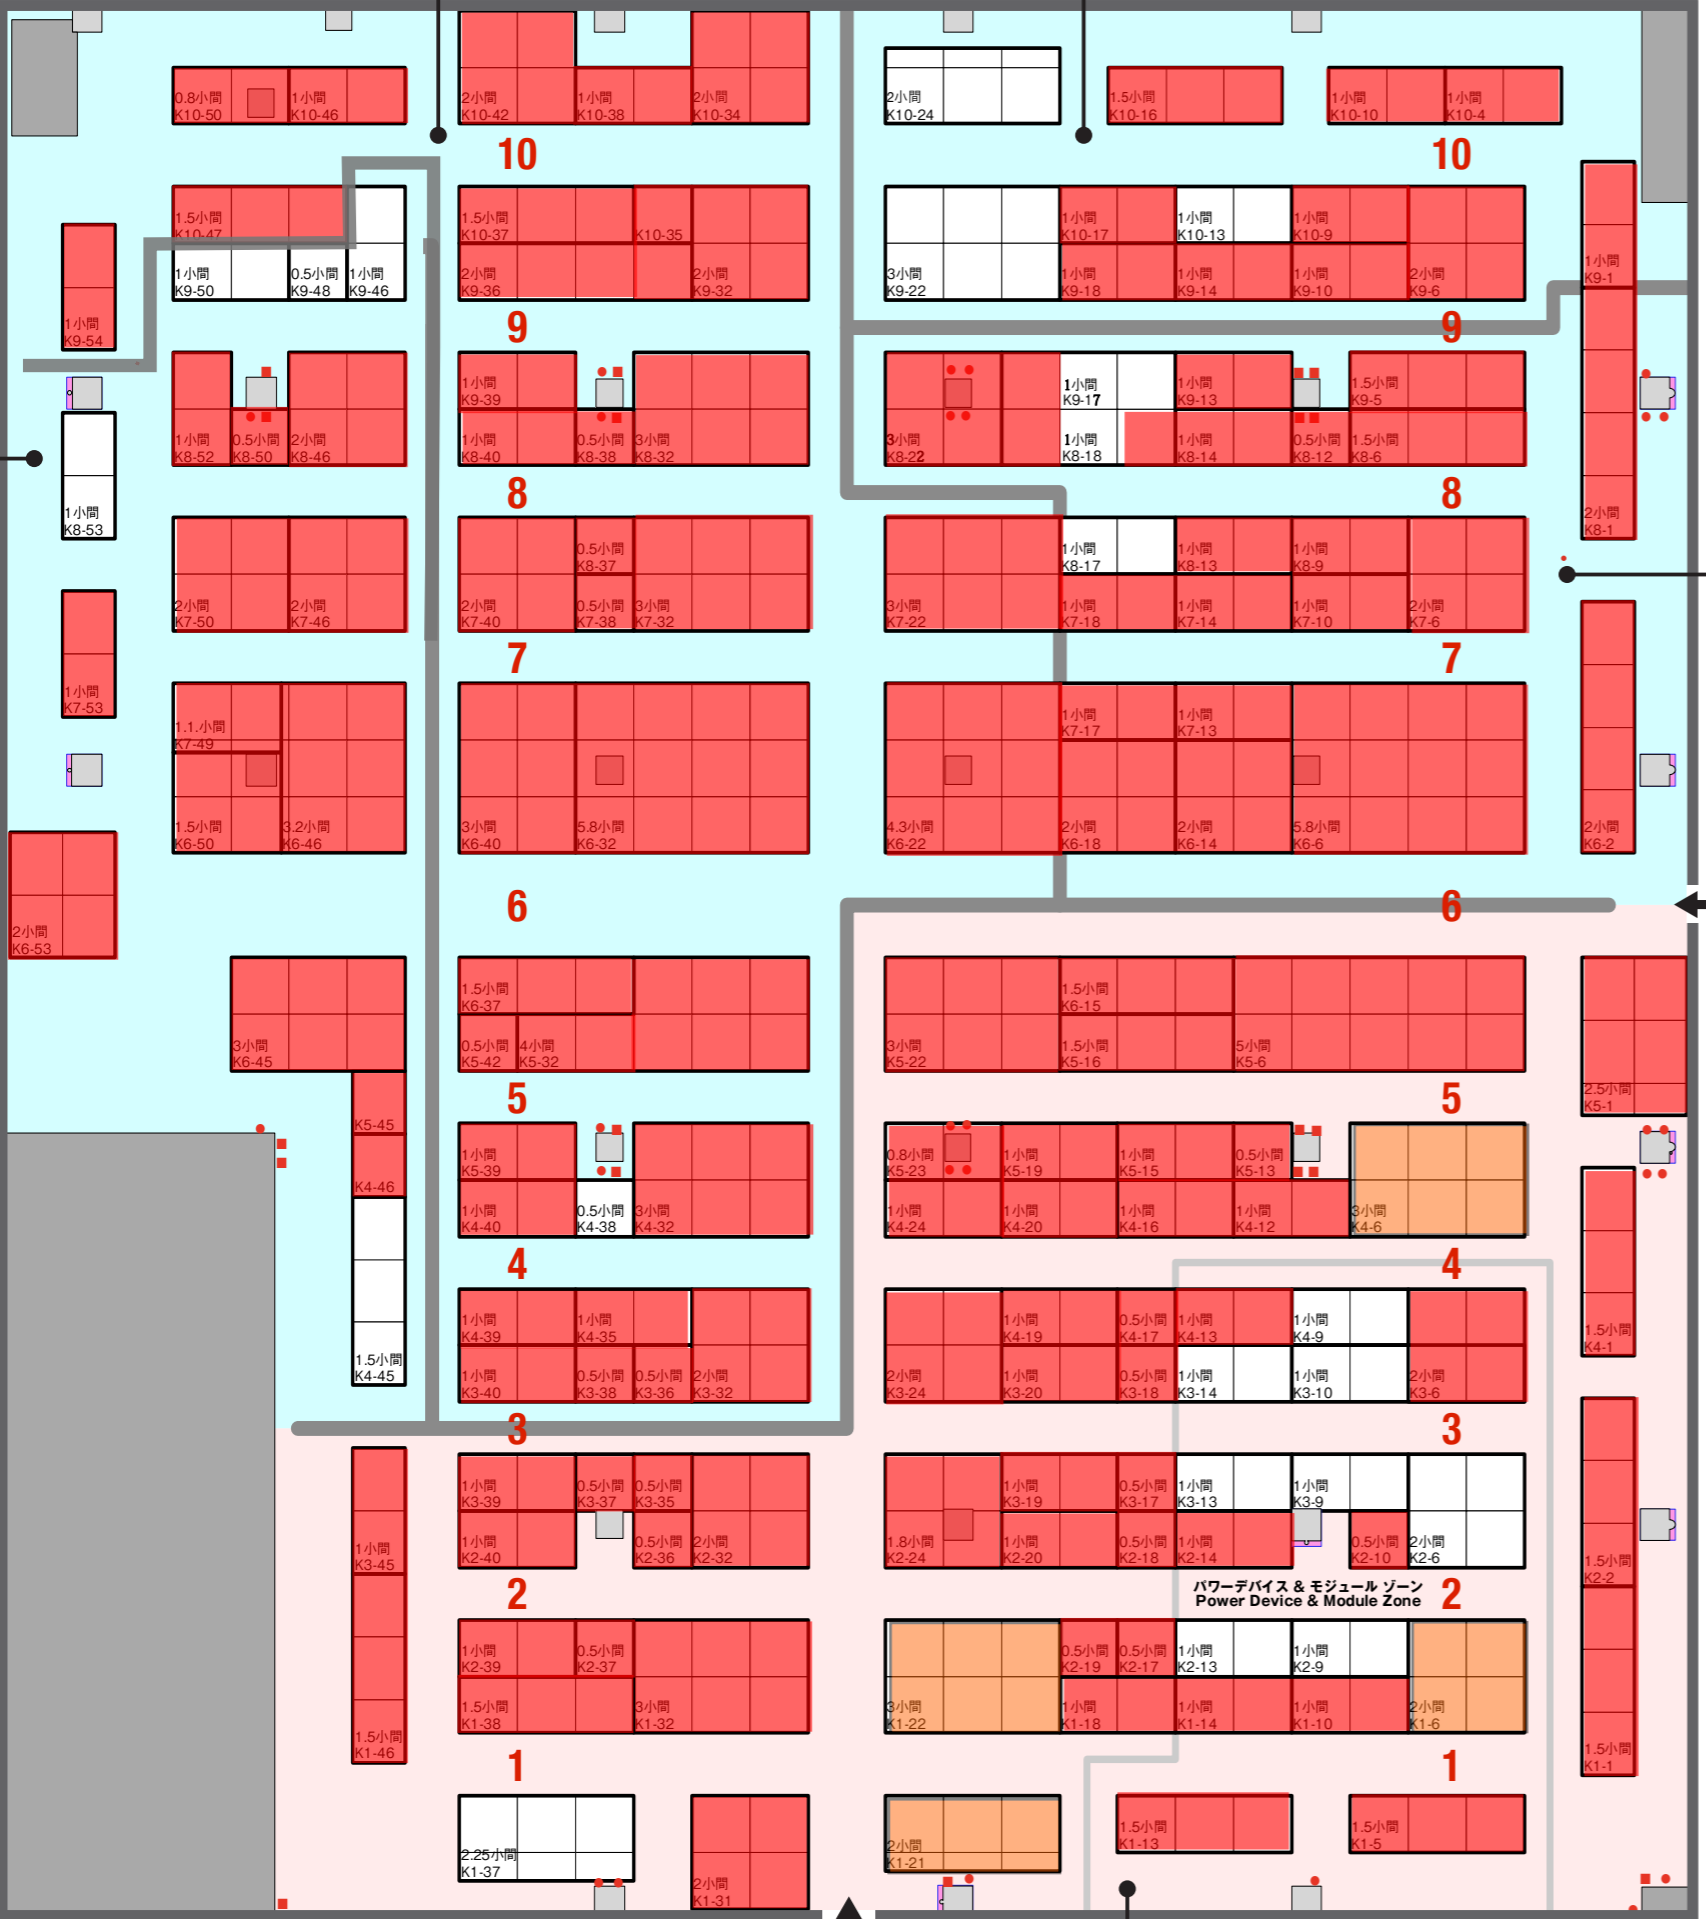 0.8小間 1小間
K10-50 K10-46
2小間 1小間 2小間
K10-42 K10-38 K10-34
2小間
K10-24
1.5小間
K10-16
1小間 1小間
K10-10 K10-4
10 10
1.5小間
K10-47
1小間 0.5小間 1小間
K9-50 K9-48 K9-46
1.5小間
K10-37 K10-35
2小間 2小間
K9-36 K9-32
3小間
K9-22
1小間 1小間 1小間
K10-17 K10-13 K10-9
1小間 1小間 1小間 2小間
K9-18 K9-14 K9-10 K9-6
1小間
K9-1
1小間
K9-54
9 9
1小間 0.5小間 2小間
K8-52 K8-50 K8-46
1小間
K9-39
1小間 0.5小間 3小間
K8-40 K8-38 K8-32
3小間
K8-22
1小間 1小間 1.5小間
K9-17 K9-13 K9-5
1小間 1小間 0.5小間 1.5小間
K8-18 K8-14 K8-12 K8-6
1小間
K8-53
2小間
K8-1
8 8
2小間 2小間
K7-50 K7-46
0.5小間
K8-37
2小間 0.5小間 3小間
K7-40 K7-38 K7-32
3小間
K7-22
1小間 1小間 1小間
K8-17 K8-13 K8-9
1小間 1小間 1小間 2小間
K7-18 K7-14 K7-10 K7-6
7 7
1小間
K7-53
1.1.小間
K7-49
1.5小間 3.2小間
K6-50 K6-46
3小間 5.8小間
K6-40 K6-32
1小間 1小間
K7-17 K7-13
4.3小間 2小間 2小間 5.8小間
K6-22 K6-18 K6-14 K6-6
2小間
K6-2
2小間
K6-53
6 6
3小間
K6-45
1.5小間
K6-37
0.5小間 4小間
K5-42 K5-32
1.5小間
K6-15
3小間 1.5小間 5小間
K5-22 K5-16 K5-6
2.5小間
K5-1
5 5
K5-45
K4-46
1小間
K5-39
1小間 0.5小間 3小間
K4-40 K4-38 K4-32
0.8小間 1小間 1小間 0.5小間
K5-23 K5-19 K5-15 K5-13
1小間 1小間 1小間 1小間 3小間
K4-24 K4-20 K4-16 K4-12 K4-6
4 4
1.5小間
K4-45
1小間 1小間
K4-39 K4-35
1小間 0.5小間 0.5小間 2小間
K3-40 K3-38 K3-36 K3-32
1小間 0.5小間 1小間 1小間
K4-19 K4-17 K4-13 K4-9
2小間 1小間 0.5小間 1小間 1小間 2小間
K3-24 K3-20 K3-18 K3-14 K3-10 K3-6
1.5小間
K4-1
3 3
1小間
K3-45
1小間 0.5小間 0.5小間
K3-39 K3-37 K3-35
1小間 0.5小間 2小間
K2-40 K2-36 K2-32
1小間 0.5小間 1小間 1小間
K3-19 K3-17 K3-13 K3-9
1.8小間 1小間 0.5小間 1小間 0.5小間 2小間
K2-24 K2-20 K2-18 K2-14 K2-10 K2-6
1.5小間
K2-2
2 2
パワーデバイス & モジュール ゾーン
Power Device & Module Zone
1小間 0.5小間
K2-39 K2-37
1.5小間 3小間
K1-38 K1-32
0.5小間 0.5小間 1小間 1小間
K2-19 K2-17 K2-13 K2-9
3小間 1小間 1小間 1小間 2小間
K1-22 K1-18 K1-14 K1-10 K1-6
1.5小間
K1-46
1.5小間
K1-1
1 1
2.25小間
K1-37
2小間
K1-31
2小間
K1-21
1.5小間
K1-13
1.5小間
K1-5